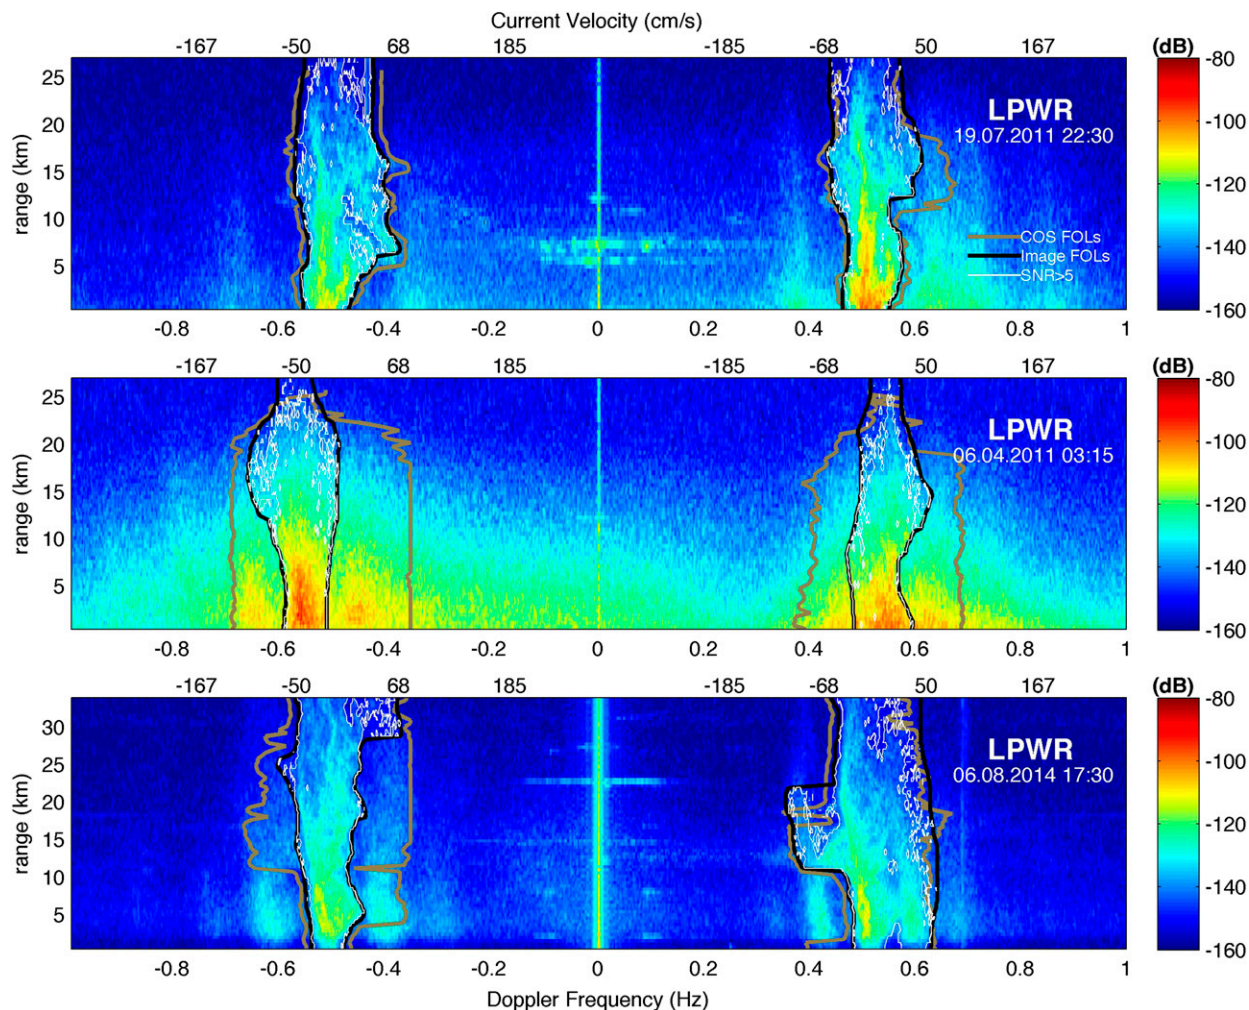 Current Velocity (cm/s)
-167 -50 68 185 -185 -68 50 167 (dB)
25 20 15 10 5
range (km)
LPWR
19.07.2011 22:30
COS FOLs
Image FOLs
SNR>5
-80 -100 -120 -140 -160
-0.8 -0.6 -0.4 -0.2 0 0.2 0.4 0.6 0.8 1
-167 -50 68 185 -185 -68 50 167 (dB)
25 20 15 10 5
range (km)
LPWR
06.04.2011 03:15
-80 -100 -120 -140 -160
-0.8 -0.6 -0.4 -0.2 0 0.2 0.4 0.6 0.8 1
-167 -50 68 185 -185 -68 50 167 (dB)
30 25 20 15 10 5
range (km)
LPWR
06.08.2014 17:30
-80 -100 -120 -140 -160
-0.8 -0.6 -0.4 -0.2 0 0.2 0.4 0.6 0.8 1
Doppler Frequency (Hz)